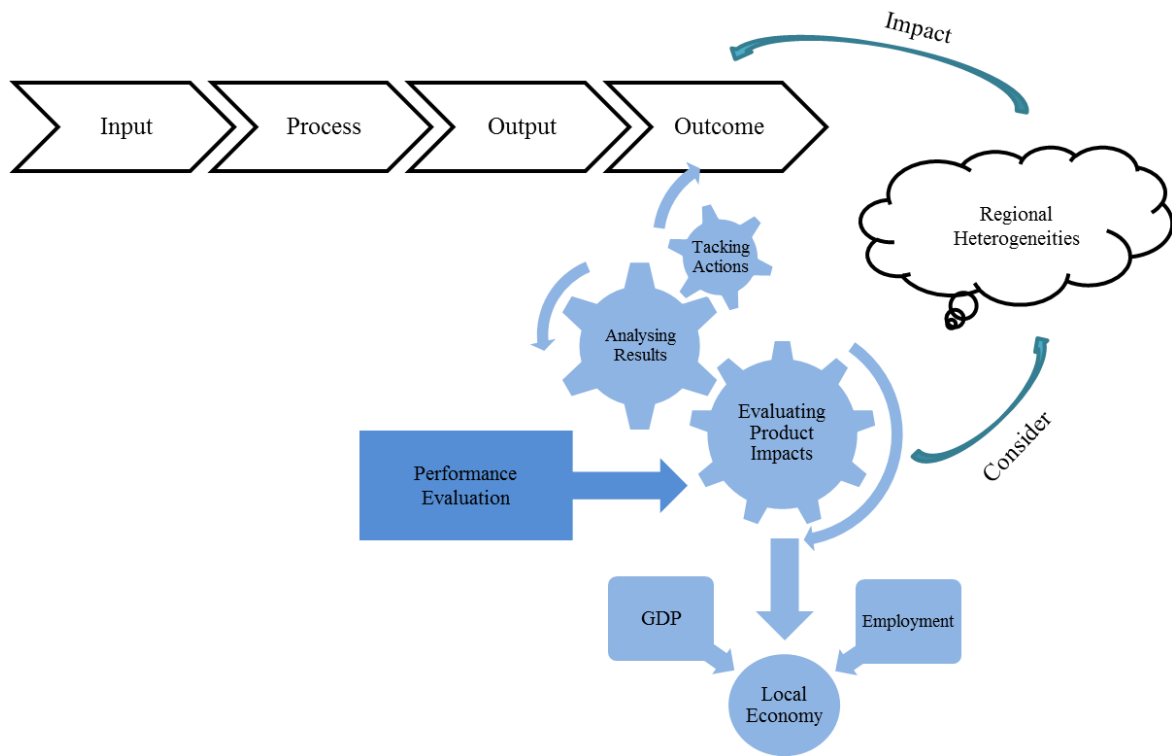 Impact
Input
Process
Output
Outcome
Regional
Heterogeneities
Tacking
Actions
Analysing
Results
Evaluating
Product
Impacts
Consider
Performance
Evaluation
GDP
Employment
Local
Economy